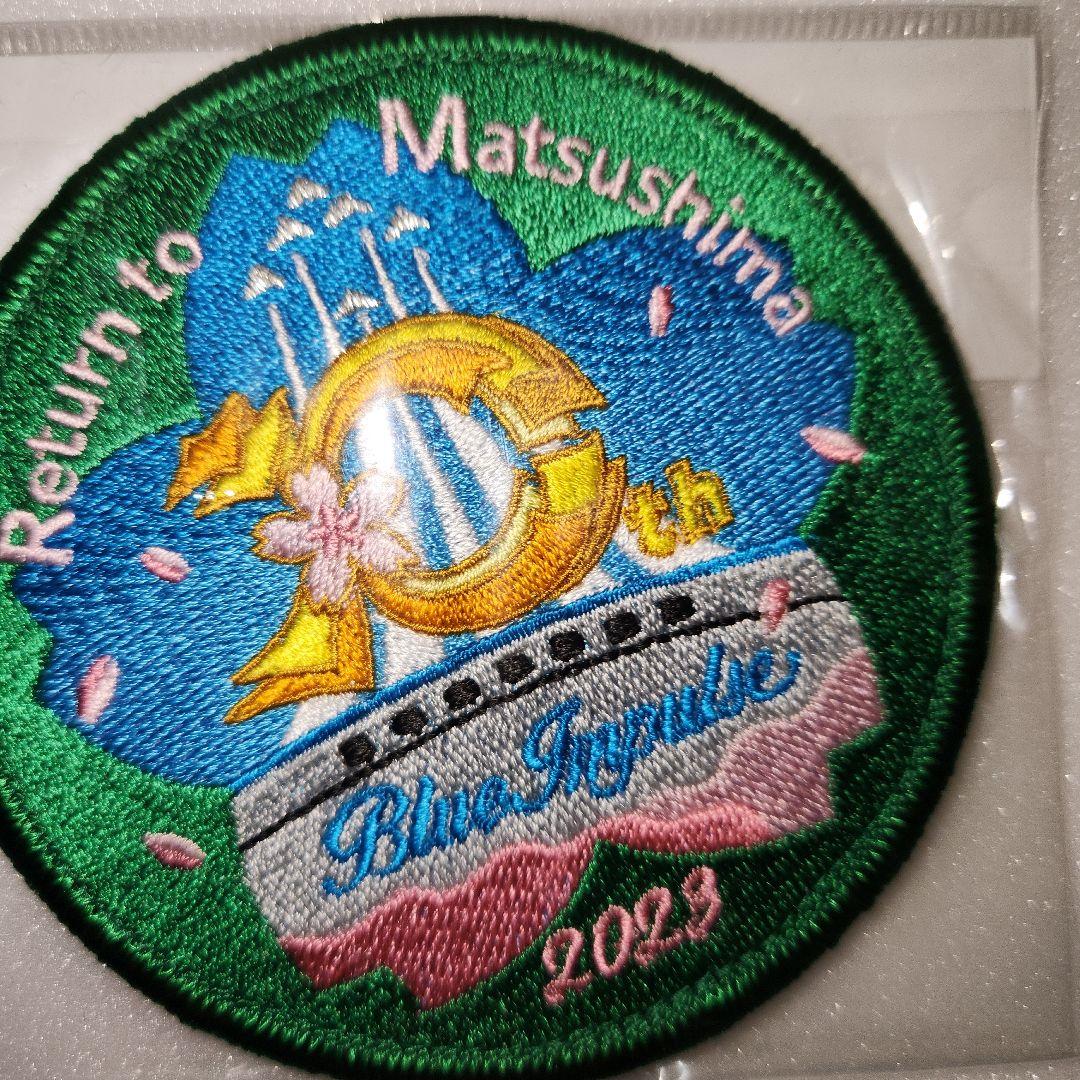 Return to Matsushima
10th
Blue Impulse
2023